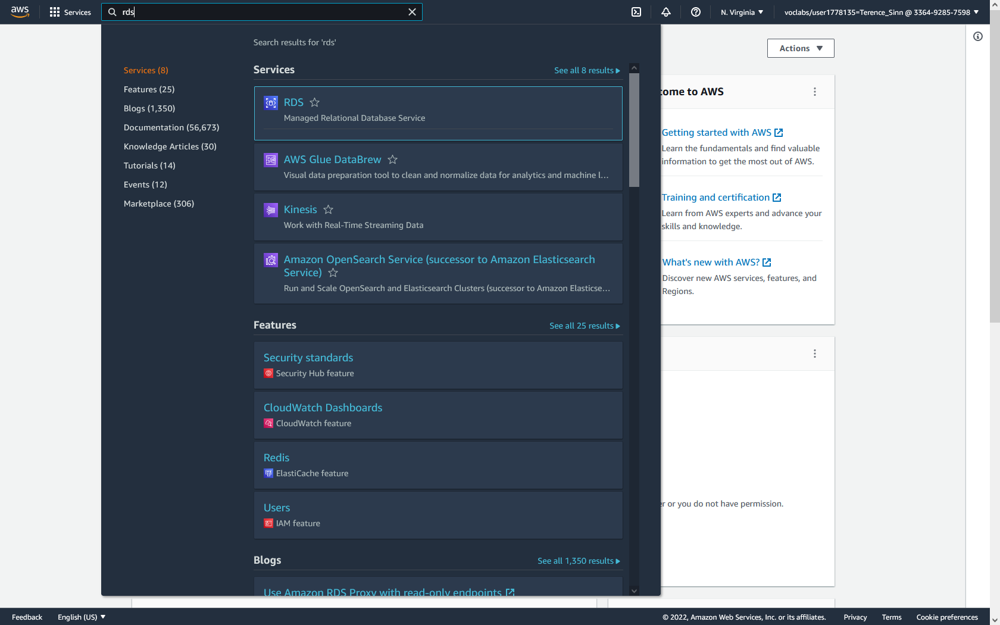 aws
Services
rds
N. Virginia
voclabs/user1778135=Terence_Sinn @ 3364-9285-7598
Search results for 'rds'
Services (8)
Features (25)
Blogs (1,350)
Documentation (56,673)
Knowledge Articles (30)
Tutorials (14)
Events (12)
Marketplace (306)
Services
See all 8 results
RDS
Managed Relational Database Service
AWS Glue DataBrew
Visual data preparation tool to clean and normalize data for analytics and machine l...
Kinesis
Work with Real-Time Streaming Data
Amazon OpenSearch Service (successor to Amazon Elasticsearch
Service)
Run and Scale OpenSearch and Elasticsearch Clusters (successor to Amazon Elasticse...
Features
See all 25 results
Security standards
Security Hub feature
CloudWatch Dashboards
CloudWatch feature
Redis
ElastiCache feature
Users
IAM feature
Blogs
See all 1,350 results
Use Amazon RDS Proxy with read-only endpoints
Actions
come to AWS
Getting started with AWS
Learn the fundamentals and find valuable
information to get the most out of AWS.
Training and certification
Learn from AWS experts and advance your
skills and knowledge.
What's new with AWS?
Discover new AWS services, features, and
Regions.
er or you do not have permission.
Feedback
English (US)
© 2022, Amazon Web Services, Inc. or its affiliates.
Privacy
Terms
Cookie preferences